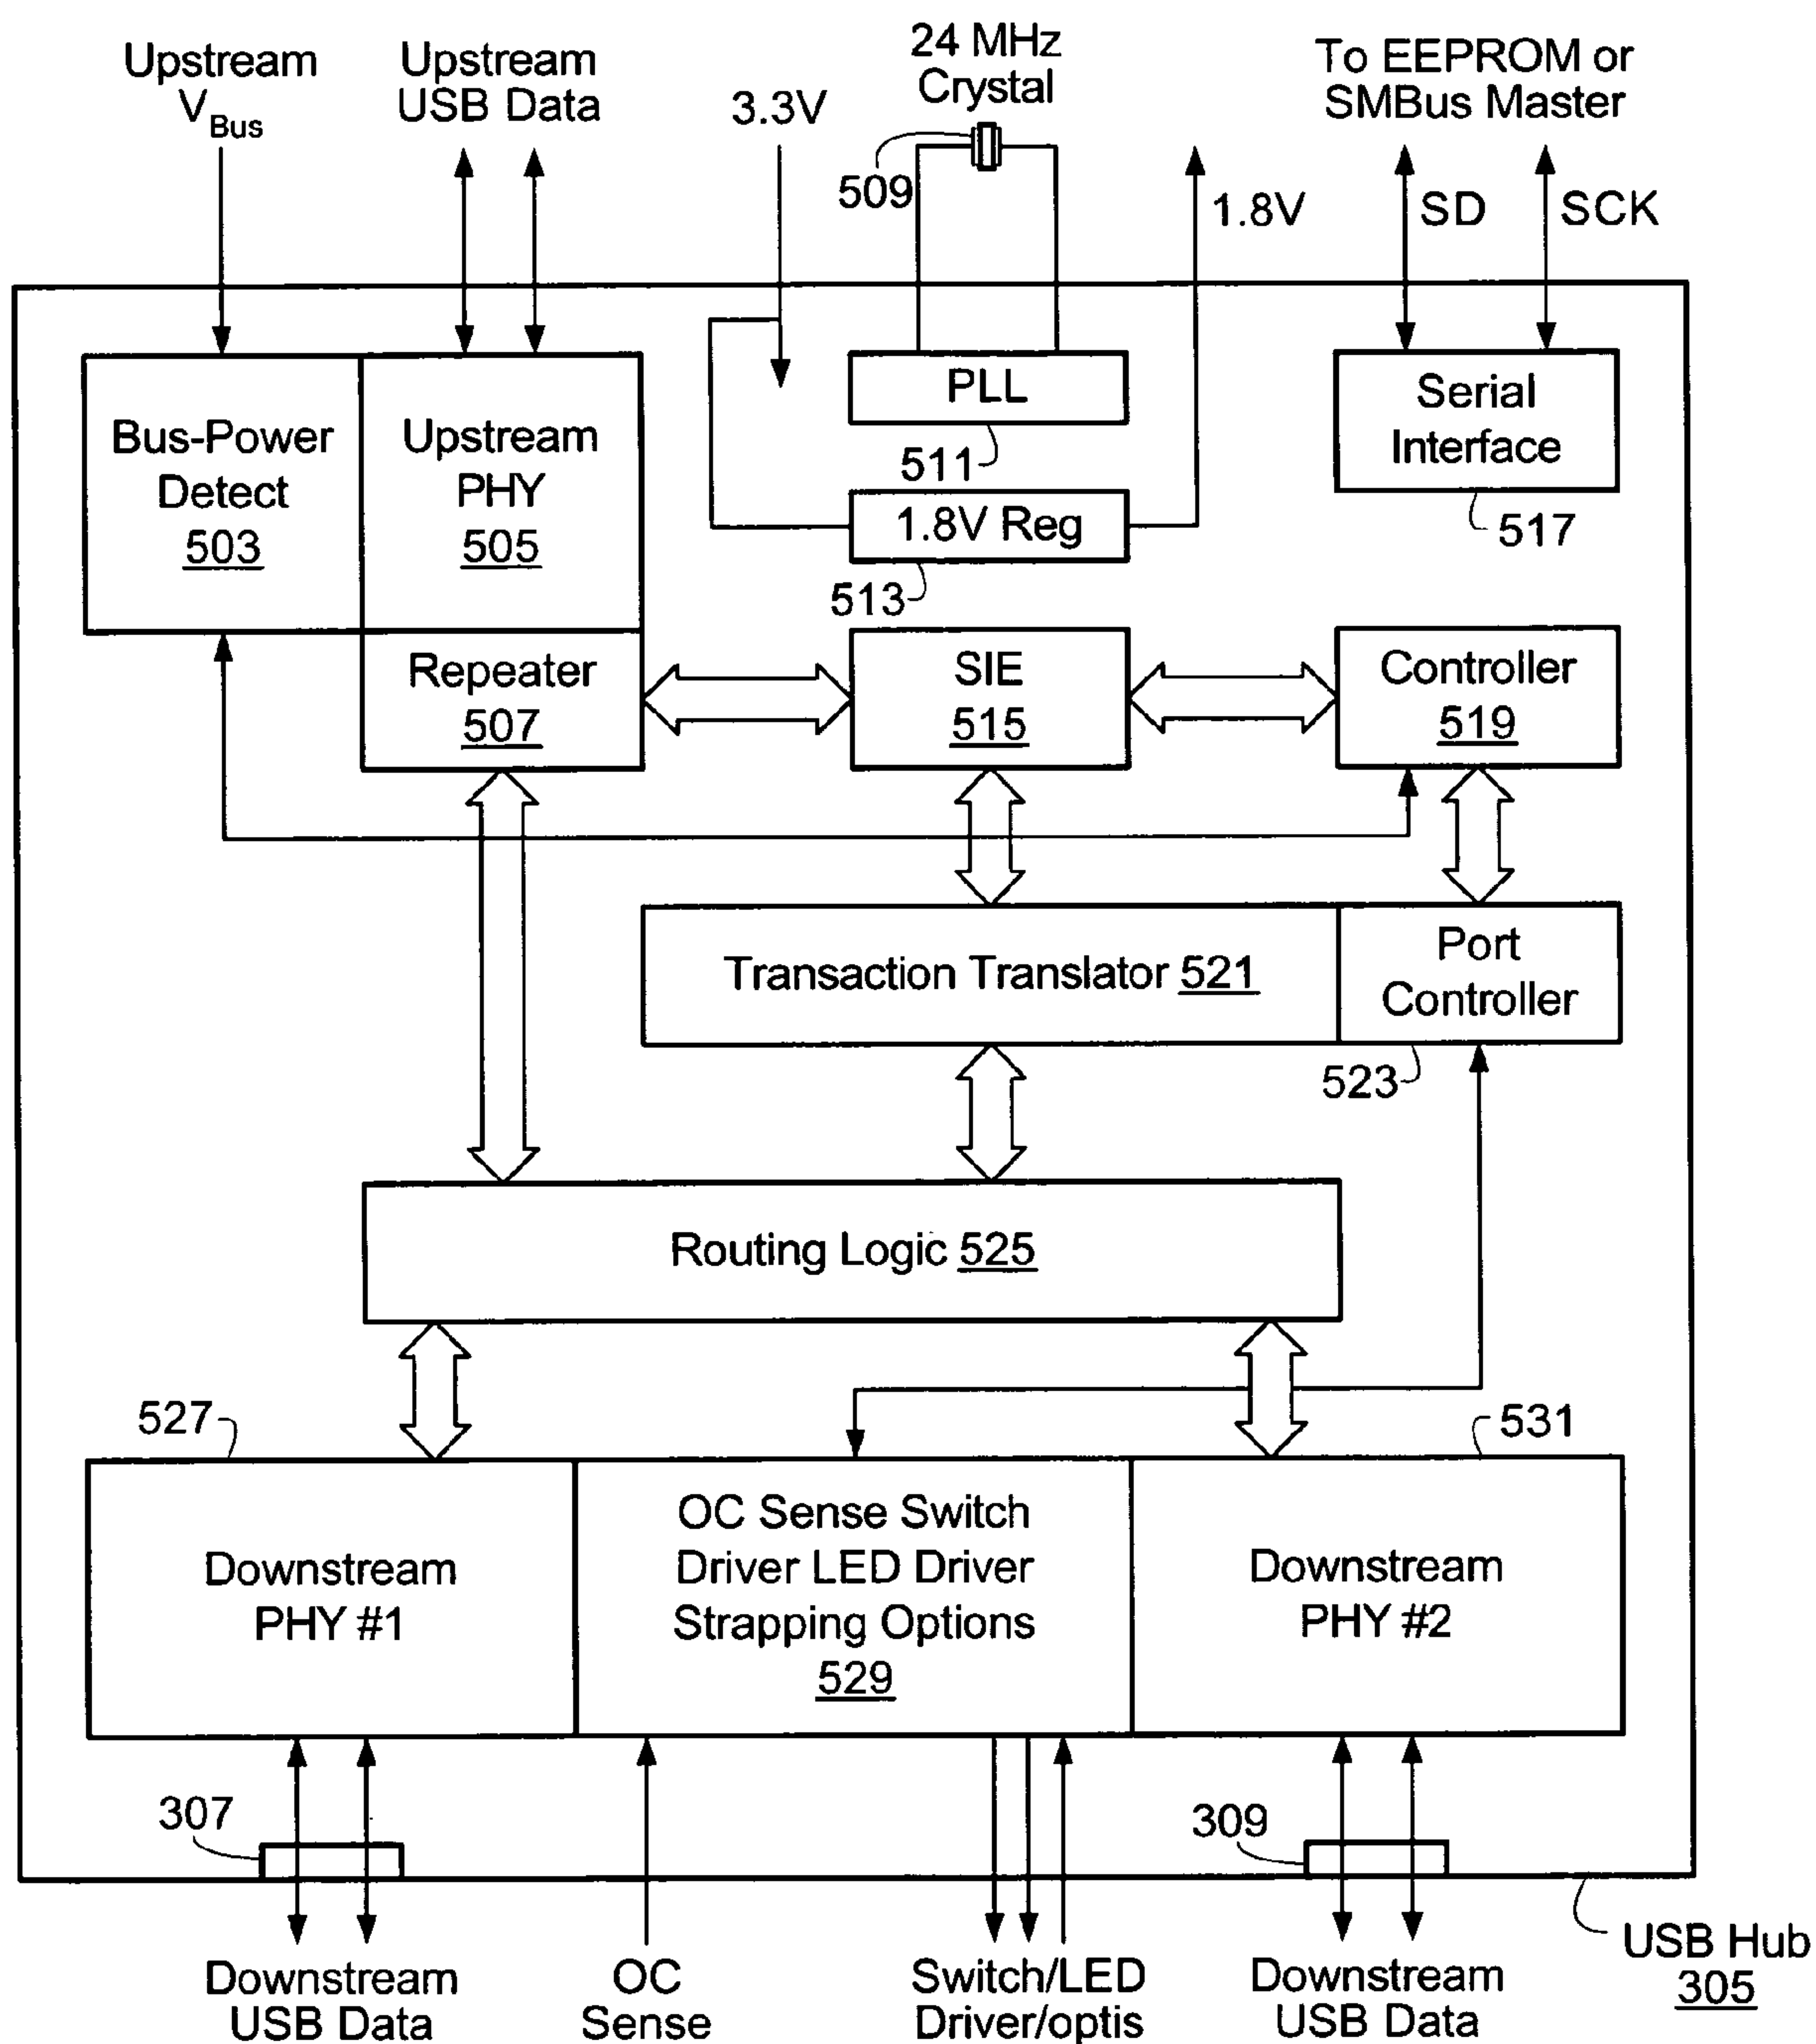 Upstream
VBus
Upstream
USB Data
3.3V
24 MHz
Crystal
509
1.8V
To EEPROM or
SMBus Master
SD
SCK
Bus-Power
Detect
503
Upstream
PHY
505
PLL
511
1.8V Reg
513
Serial
Interface
517
Repeater
507
SIE
515
Controller
519
Transaction Translator 521
Port
Controller
523
Routing Logic 525
527
531
Downstream
PHY #1
OC Sense Switch
Driver LED Driver
Strapping Options
529
Downstream
PHY #2
307
309
Downstream
USB Data
OC
Sense
Switch/LED
Driver/optis
Downstream
USB Data
USB Hub
305